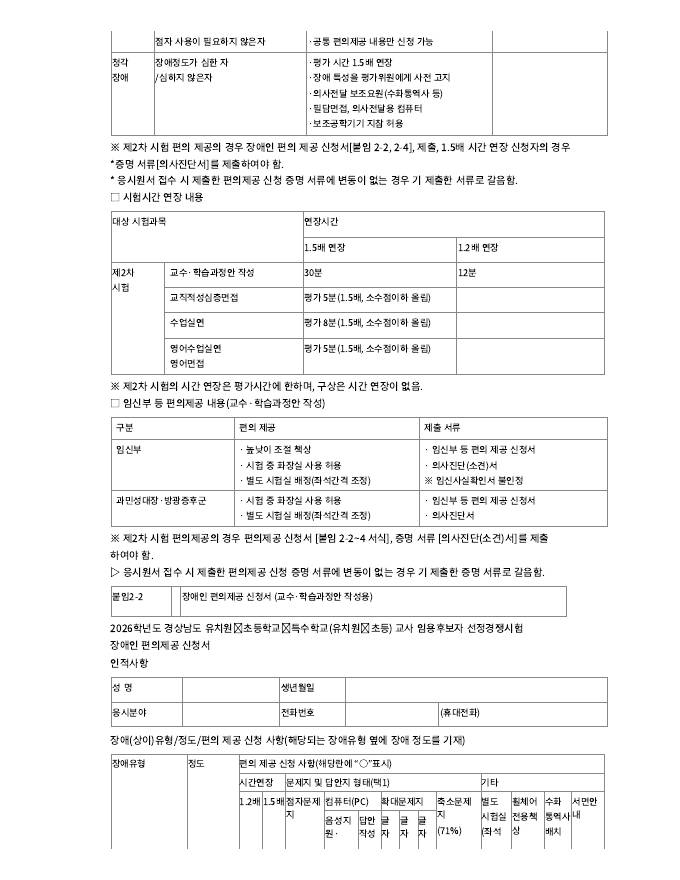 점자 사용이 필요하지 않은자
·공통 편의제공 내용만 신청 가능
청각
장애
장애정도가 심한 자
/심하지 않은자
·평가 시간 1.5배 연장
·장애 특성을 평가위원에게 사전 고지
·의사전달 보조요원(수화통역사 등)
·필답면접, 의사전달용 컴퓨터
·보조공학기기 지참 허용
※ 제2차 시험 편의 제공의 경우 장애인 편의 제공 신청서[붙임 2-2, 2-4], 제출, 1.5배 시간 연장 신청자의 경우
*증명 서류[의사진단서]를 제출하여야 함.
* 응시원서 접수 시 제출한 편의제공 신청 증명 서류에 변동이 없는 경우 기 제출한 서류로 갈음함.
□ 시험시간 연장 내용
대상 시험과목
연장시간
1.5배 연장
1.2배 연장
제2차
시험
교수·학습과정안 작성
30분
12분
교직적성심층면접
평가 5분(1.5배, 소수점이하 올림)
수업실연
평가 8분(1.5배, 소수점이하 올림)
영어수업실연
영어면접
평가 5분(1.5배, 소수점이하 올림)
※ 제2차 시험의 시간 연장은 평가시간에 한하며, 구상은 시간 연장이 없음.
□ 임신부 등 편의제공 내용(교수·학습과정안 작성)
구분
편의 제공
제출 서류
임신부
· 높낮이 조절 책상
· 시험 중 화장실 사용 허용
· 별도 시험실 배정(좌석간격 조정)
· 임신부 등 편의 제공 신청서
· 의사진단(소견)서
※ 임신사실확인서 불인정
과민성대장·방광증후군
· 시험 중 화장실 사용 허용
· 별도 시험실 배정(좌석간격 조정)
· 임신부 등 편의 제공 신청서
· 의사진단서
※ 제2차 시험 편의제공의 경우 편의제공 신청서 [붙임 2-2~4 서식], 증명 서류 [의사진단(소견)서]를 제출
하여야 함.
▷ 응시원서 접수 시 제출한 편의제공 신청 증명 서류에 변동이 없는 경우 기 제출한 증명 서류로 갈음함.
붙임2-2
장애인 편의제공 신청서 (교수·학습과정안 작성용)
2026학년도 경상남도 유치원초등학교특수학교(유치원초등) 교사 임용후보자 선정경쟁시험
장애인 편의제공 신청서
인적사항
성 명
생년월일
응시분야
전화번호
(휴대전화)
장애(상이)유형/정도/편의 제공 신청 사항(해당되는 장애유형 옆에 장애 정도를 기재)
장애유형
정도
편의 제공 신청 사항(해당란에 "○"표시)
시간연장
문제지 및 답안지 형태(택1)
기타
1.2배
1.5배
점자문제
지
컴퓨터(PC)
확대문제지
축소문제
지
(71%)
별도
시험실
(좌석
휠체어
전용책
상
수화
통역사
배치
서면안
내
음성지
원·
답안
작성
글
자
글
자
글
자